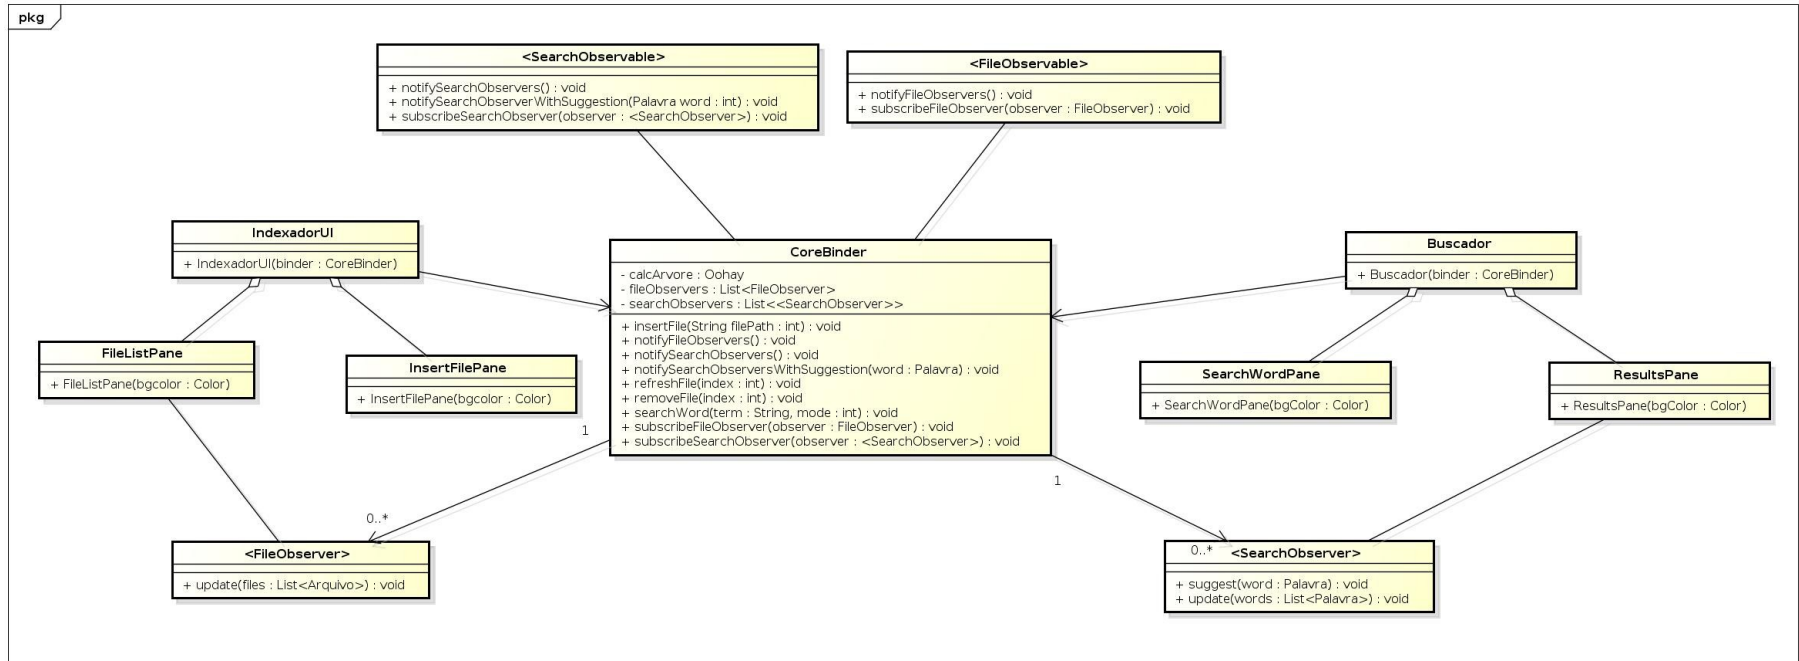 pkg
<SearchObservable>
+ notifySearchObservers() : void
+ notifySearchObserverWithSuggestion(Palavra word : int) : void
+ subscribeSearchObserver(observer : <SearchObserver>) : void
<FileObservable>
+ notifyFileObservers() : void
+ subscribeFileObserver(observer : FileObserver) : void
IndexadorUI
+ IndexadorUI(binder : CoreBinder)
CoreBinder
- calcArvore : Oohay
- fileObservers : List<FileObserver>
- searchObservers : List<<SearchObserver>>
+ insertFile(String filePath : int) : void
+ notifyFileObservers() : void
+ notifySearchObservers() : void
+ notifySearchObserversWithSuggestion(word : Palavra) : void
+ refreshFile(index : int) : void
+ removeFile(index : int) : void
+ searchWord(term : String, mode : int) : void
+ subscribeFileObserver(observer : FileObserver) : void
+ subscribeSearchObserver(observer : <SearchObserver>) : void
Buscador
+ Buscador(binder : CoreBinder)
FileListPane
+ FileListPane(bgcolor : Color)
InsertFilePane
+ InsertFilePane(bgcolor : Color)
SearchWordPane
+ SearchWordPane(bgColor : Color)
ResultsPane
+ ResultsPane(bgColor : Color)
1
0..*
1
0..*
<FileObserver>
+ update(files : List<Arquivo>) : void
<SearchObserver>
+ suggest(word : Palavra) : void
+ update(words : List<Palavra>) : void